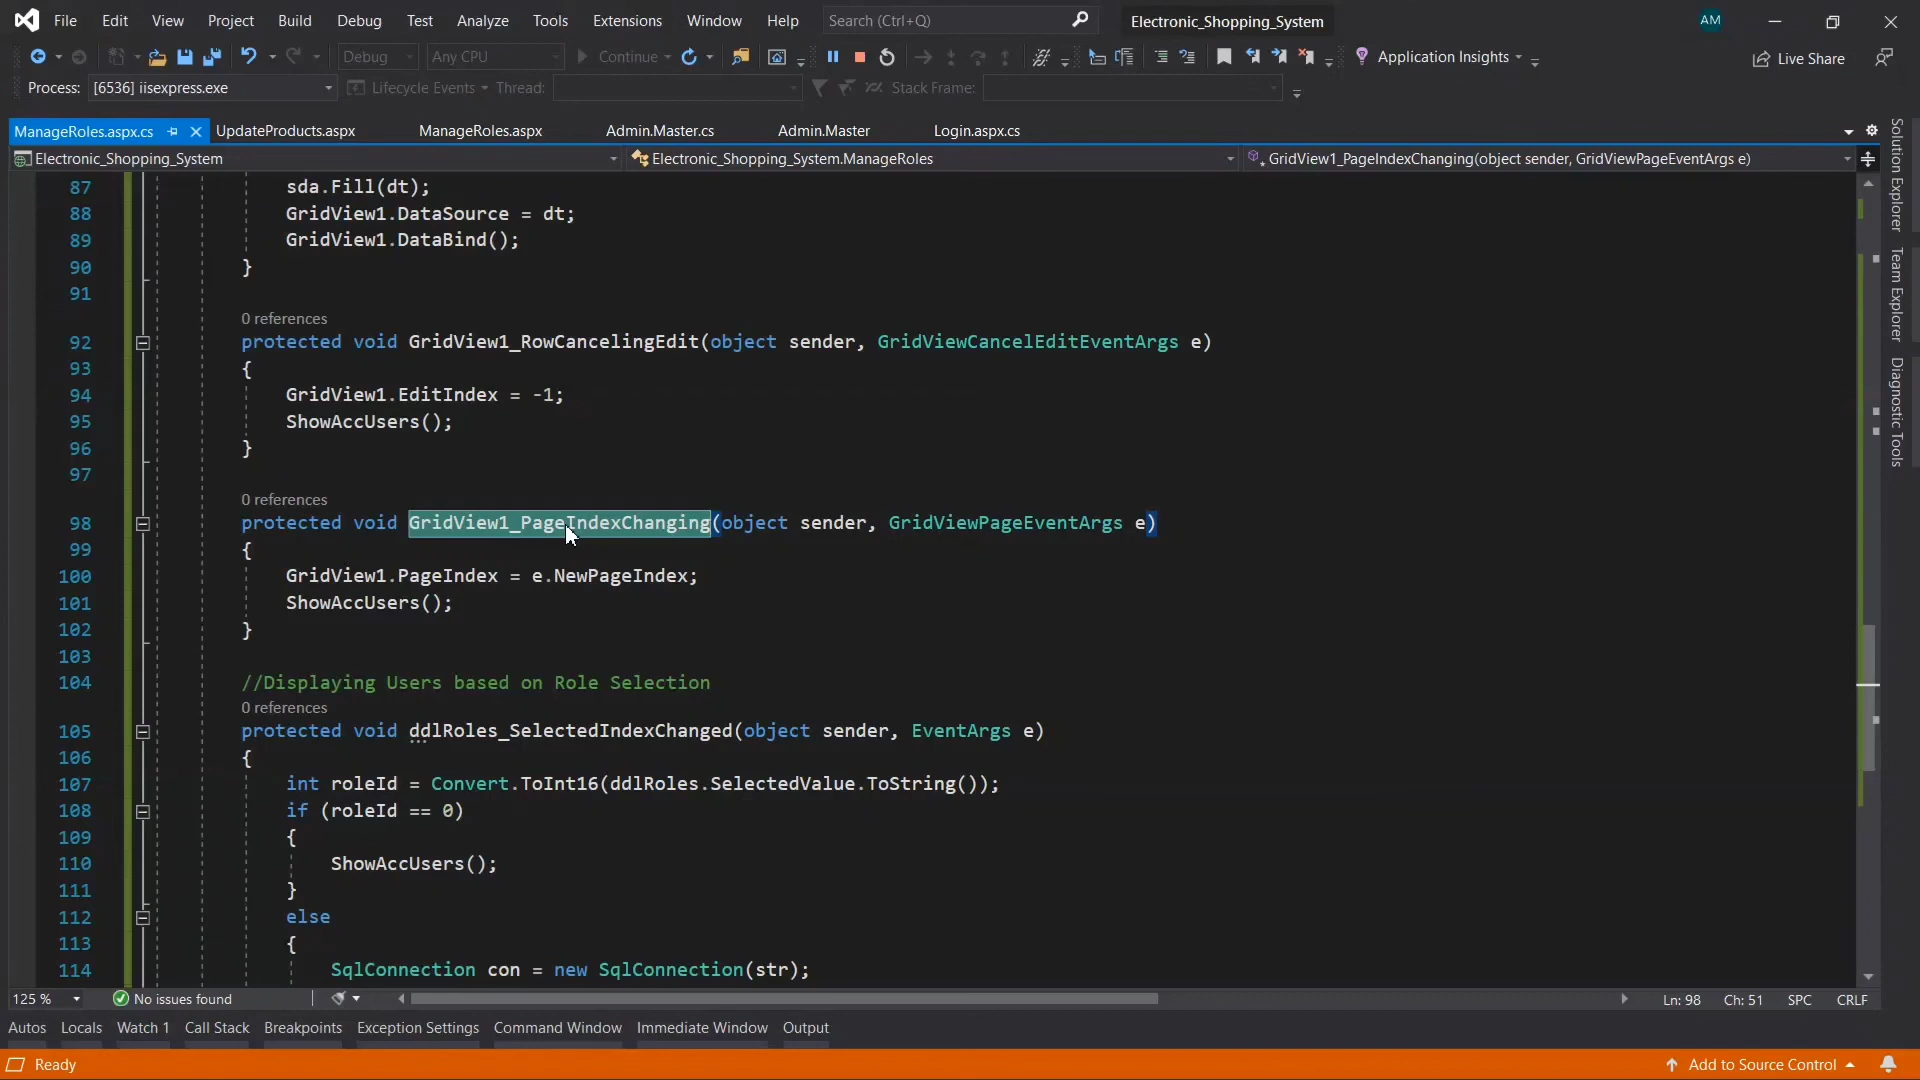 File Edit View Project Build Debug Test Analyze Tools Extensions Window Help Search (Ctrl+Q) Electronic_Shopping_System AM
Debug Any CPU Continue Application Insights Live Share
Process: [6536] iisexpress.exe Lifecycle Events Thread: Stack Frame:
ManageRoles.aspx.cs UpdateProducts.aspx ManageRoles.aspx Admin.Master.cs Admin.Master Login.aspx.cs
Electronic_Shopping_System Electronic_Shopping_System.ManageRoles GridView1_PageIndexChanging(object sender, GridViewPageEventArgs e)
87 sda.Fill(dt);
88 GridView1.DataSource = dt;
89 GridView1.DataBind();
90 }
91
0 references
92 protected void GridView1_RowCancelingEdit(object sender, GridViewCancelEditEventArgs e)
93 {
94 GridView1.EditIndex = -1;
95 ShowAccUsers();
96 }
97
0 references
98 protected void GridView1_PageIndexChanging(object sender, GridViewPageEventArgs e)
99 {
100 GridView1.PageIndex = e.NewPageIndex;
101 ShowAccUsers();
102 }
103
104 //Displaying Users based on Role Selection
0 references
105 protected void ddlRoles_SelectedIndexChanged(object sender, EventArgs e)
106 {
107 int roleId = Convert.ToInt16(ddlRoles.SelectedValue.ToString());
108 if (roleId == 0)
109 {
110 ShowAccUsers();
111 }
112 else
113 {
114 SqlConnection con = new SqlConnection(str);
Solution Explorer
Team Explorer
Diagnostic Tools
125 % No issues found Ln: 98 Ch: 51 SPC CRLF
Autos Locals Watch 1 Call Stack Breakpoints Exception Settings Command Window Immediate Window Output
Ready Add to Source Control